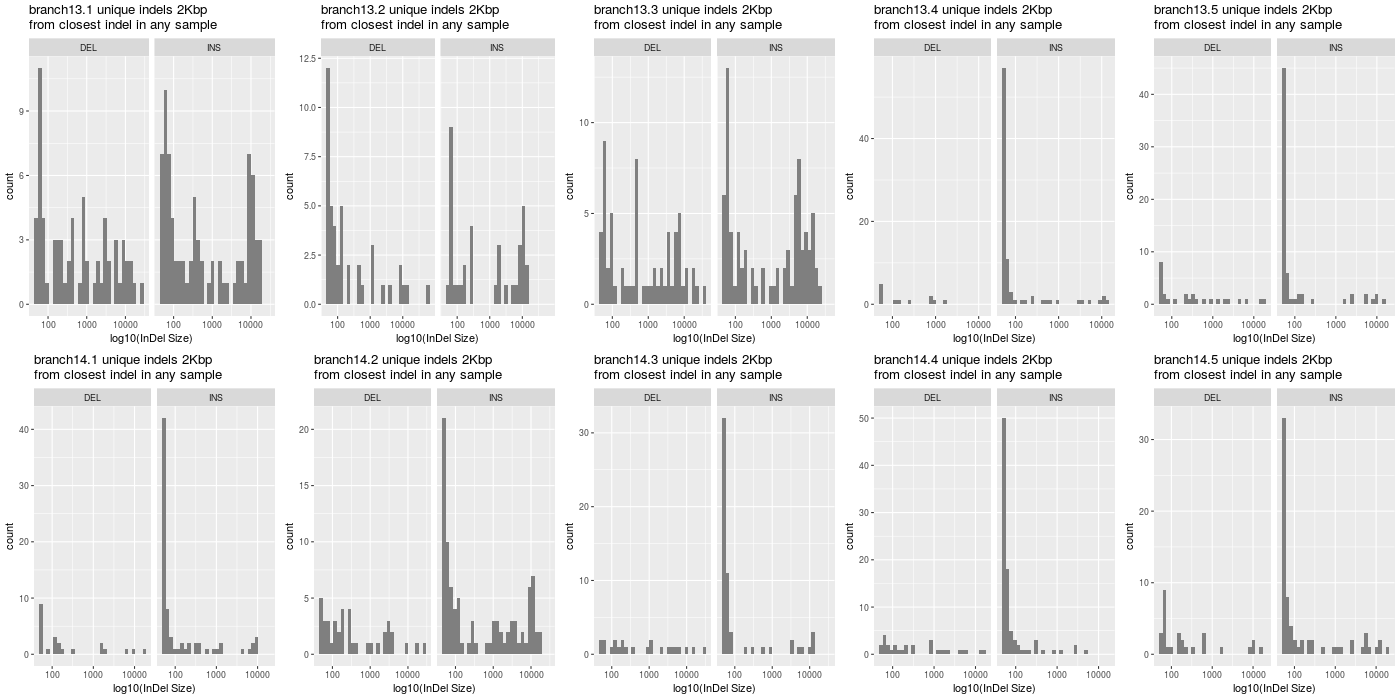 branch13.1 unique indels 2Kbp
from closest indel in any sample
DEL INS
9
6
3
0
count
100 1000 10000 100 1000 10000
log10(InDel Size)
branch13.2 unique indels 2Kbp
from closest indel in any sample
DEL INS
12.5
10.0
7.5
5.0
2.5
0.0
count
100 1000 10000 100 1000 10000
log10(InDel Size)
branch13.3 unique indels 2Kbp
from closest indel in any sample
DEL INS
10
5
0
count
100 1000 10000 100 1000 10000
log10(InDel Size)
branch13.4 unique indels 2Kbp
from closest indel in any sample
DEL INS
40
20
0
count
100 1000 10000 100 1000 10000
log10(InDel Size)
branch13.5 unique indels 2Kbp
from closest indel in any sample
DEL INS
40
30
20
10
0
count
100 1000 10000 100 1000 10000
log10(InDel Size)
branch14.1 unique indels 2Kbp
from closest indel in any sample
DEL INS
40
30
20
10
0
count
100 1000 10000 100 1000 10000
log10(InDel Size)
branch14.2 unique indels 2Kbp
from closest indel in any sample
DEL INS
20
15
10
5
0
count
100 1000 10000 100 1000 10000
log10(InDel Size)
branch14.3 unique indels 2Kbp
from closest indel in any sample
DEL INS
30
20
10
0
count
100 1000 10000 100 1000 10000
log10(InDel Size)
branch14.4 unique indels 2Kbp
from closest indel in any sample
DEL INS
50
40
30
20
10
0
count
100 1000 10000 100 1000 10000
log10(InDel Size)
branch14.5 unique indels 2Kbp
from closest indel in any sample
DEL INS
30
20
10
0
count
100 1000 10000 100 1000 10000
log10(InDel Size)